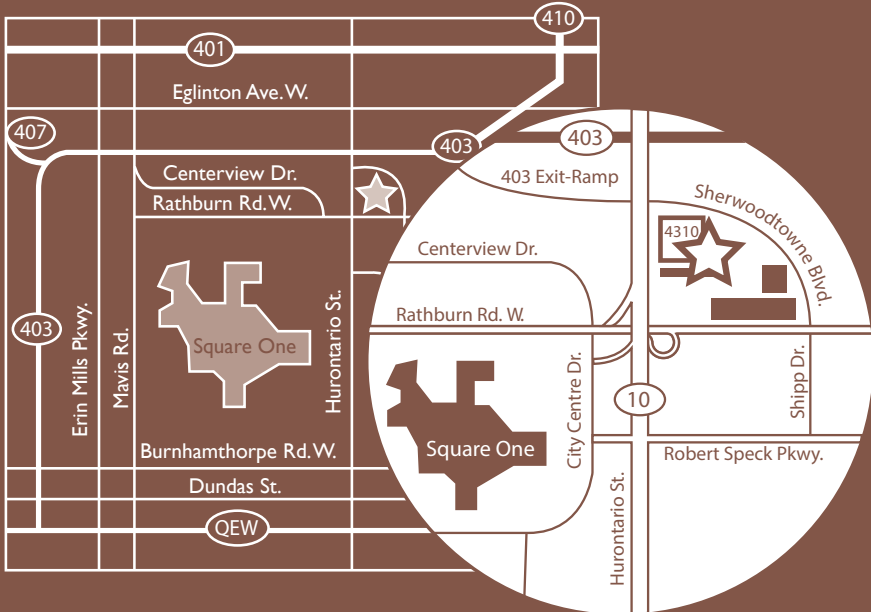 410
401
Eglinton Ave. W.
407
403
403
403 Exit-Ramp
Centerview Dr.
Rathburn Rd. W.
Sherwoodtowne Blvd.
4310
Centerview Dr.
Rathburn Rd. W.
403
Erin Mills Pkwy.
Mavis Rd.
Square One
Hurontario St.
City Centre Dr.
Shipp Dr.
10
Square One
Burnhamthorpe Rd. W.
Robert Speck Pkwy.
Dundas St.
QEW
Hurontario St.